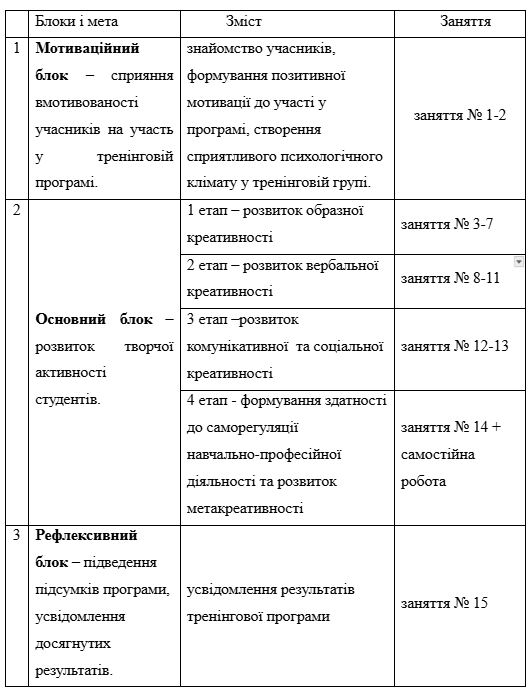 Блоки і мета
Зміст
Заняття
1
Мотиваційний
блок – сприяння
вмотивованості
учасників на участь
у тренінговій
програмі.
знайомство учасників,
формування позитивної
мотивації до участі у
програмі, створення
сприятливого психологічного
клімату у тренінговій групі.
заняття № 1-2
2
Основний блок –
розвиток творчої
активності
студентів.
1 етап – розвиток образної
креативності
заняття № 3-7
2 етап – розвиток вербальної
креативності
заняття № 8-11
3 етап –розвиток
комунікативної та соціальної
креативності
заняття № 12-13
4 етап - формування здатності
до саморегуляції
навчально-професійної
діяльності та розвиток
метакреативності
заняття № 14 +
самостійна
робота
3
Рефлексивний
блок – підведення
підсумків програми,
усвідомлення
досягнутих
результатів.
усвідомлення результатів
тренінгової програми
заняття № 15